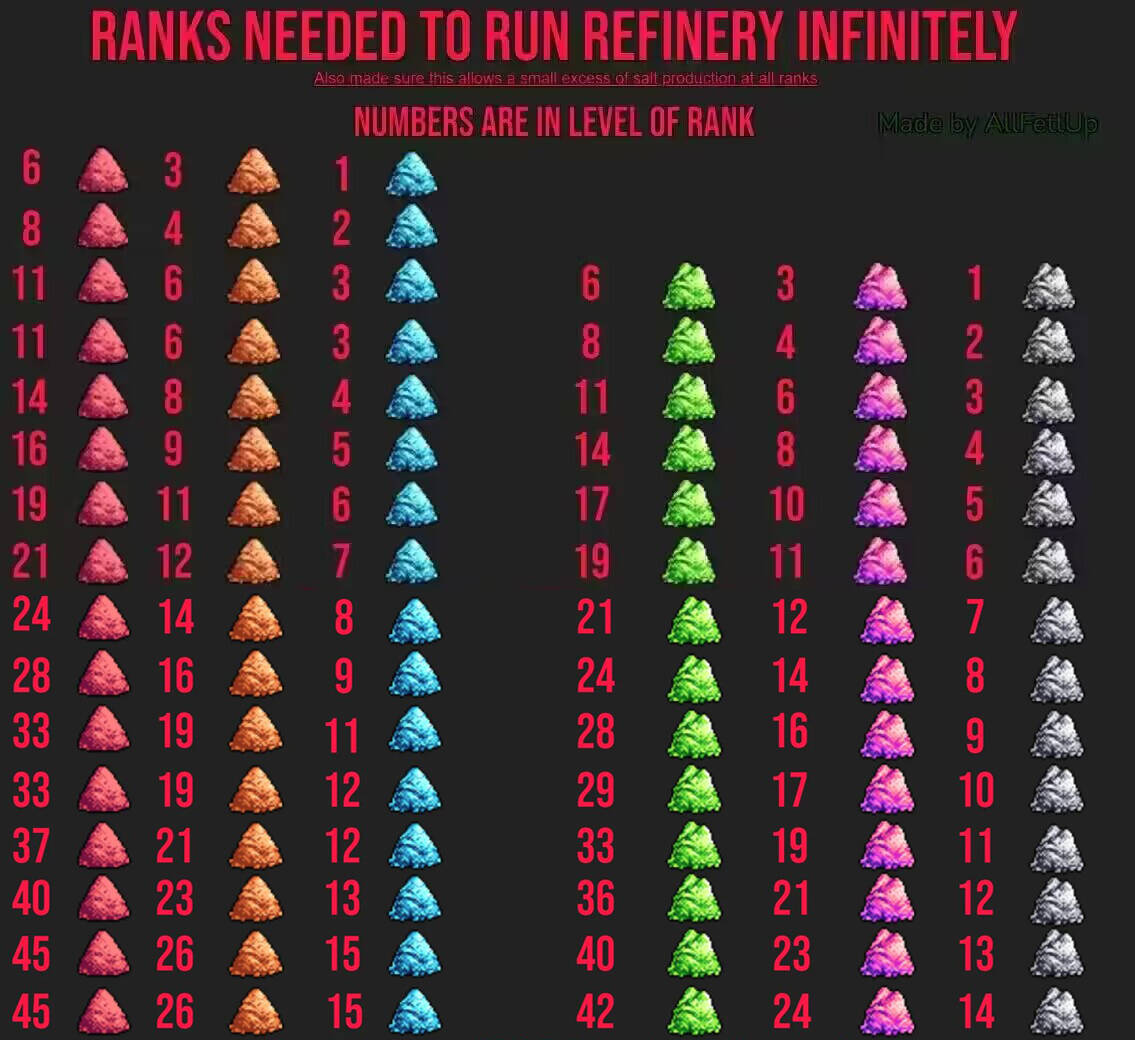 RANKS NEEDED TO RUN REFINERY INFINITELY
Also made sure this allows a small excess of salt production at all ranks
NUMBERS ARE IN LEVEL OF RANK
Made by AllFettUp
6 3 1
8 4 2
11 6 3 6 3 1
11 6 3 8 4 2
14 8 4 11 6 3
16 9 5 14 8 4
19 11 6 17 10 5
21 12 7 19 11 6
24 14 8 21 12 7
28 16 9 24 14 8
33 19 11 28 16 9
33 19 12 29 17 10
37 21 12 33 19 11
40 23 13 36 21 12
45 26 15 40 23 13
45 26 15 42 24 14